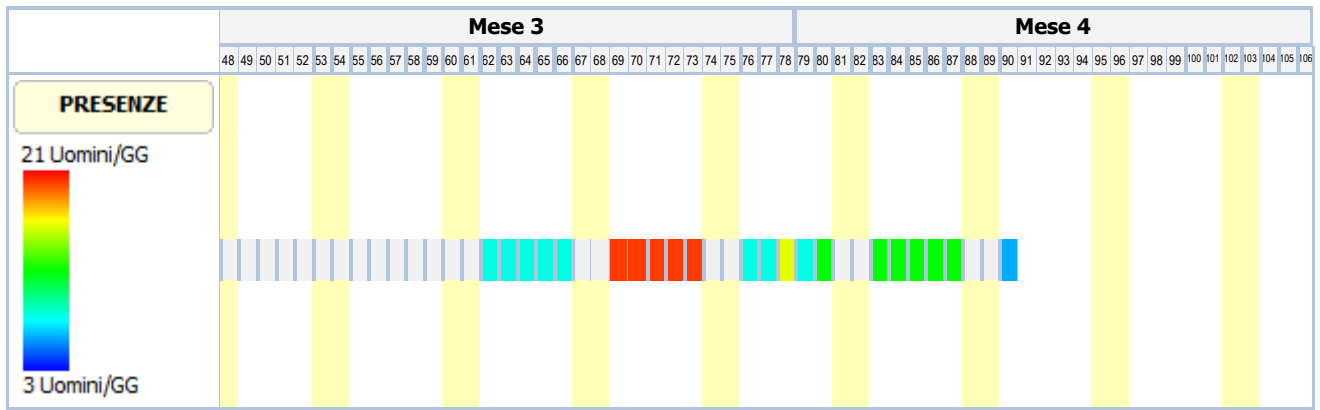 Mese 3 Mese 4
48 49 50 51 52 53 54 55 56 57 58 59 60 61 62 63 64 65 66 67 68 69 70 71 72 73 74 75 76 77 78 79 80 81 82 83 84 85 86 87 88 89 90 91 92 93 94 95 96 97 98 99 100 101 102 103 104 105 106
PRESENZE
21 Uomini/GG
3 Uomini/GG